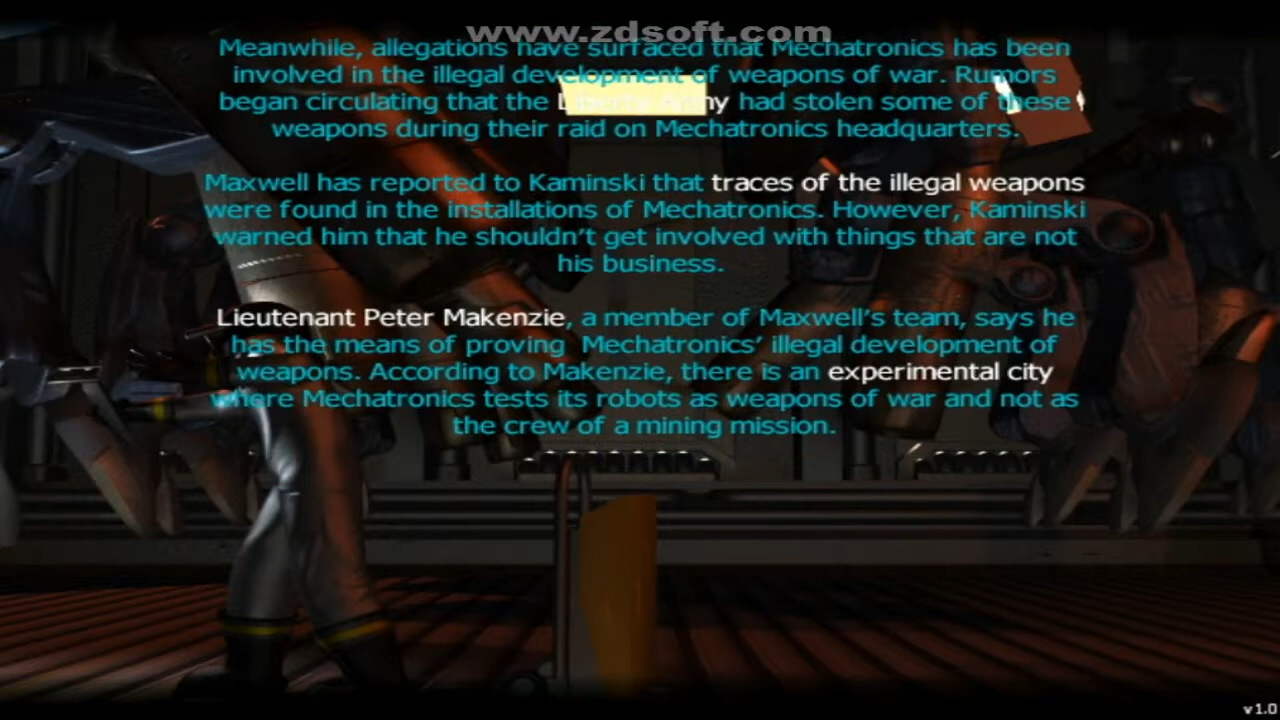 www.zdsoft.com
Meanwhile, allegations have surfaced that Mechatronics has been
involved in the illegal development of weapons of war. Rumors
began circulating that the Liberty Army had stolen some of these
weapons during their raid on Mechatronics headquarters.
Maxwell has reported to Kaminski that traces of the illegal weapons
were found in the installations of Mechatronics. However, Kaminski
warned him that he shouldn't get involved with things that are not
his business.
Lieutenant Peter Makenzie, a member of Maxwell's team, says he
has the means of proving  Mechatronics' illegal development of
weapons. According to Makenzie, there is an experimental city
where Mechatronics tests its robots as weapons of war and not as
the crew of a mining mission.
v1.0